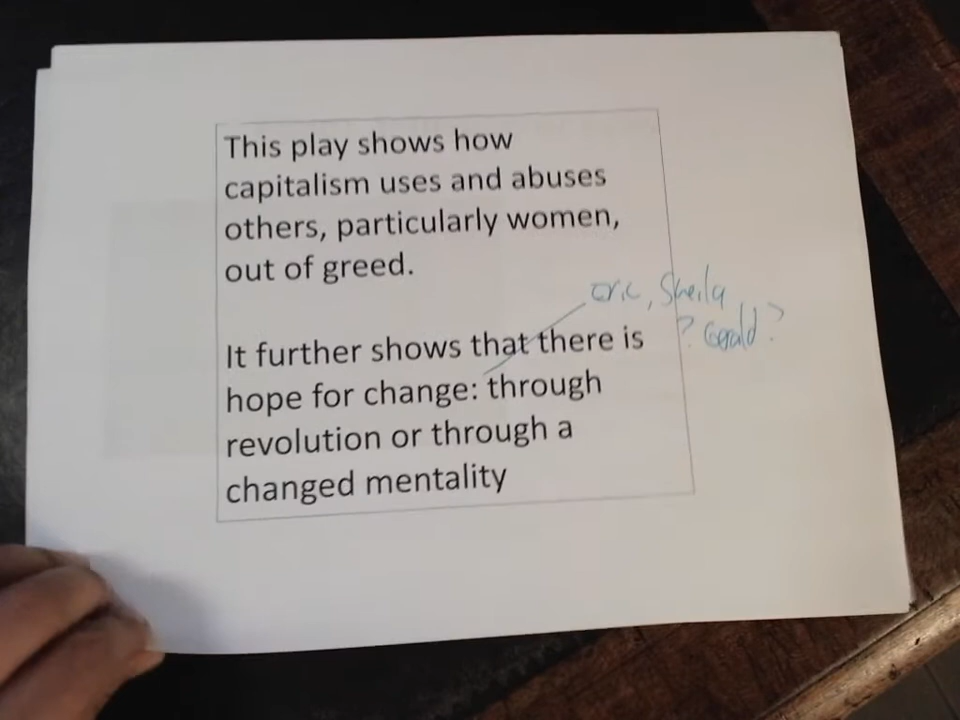 This play shows how
capitalism uses and abuses
others, particularly women,
out of greed.
Eric, Sheila
? Gerald?
It further shows that there is
hope for change: through
revolution or through a
changed mentality